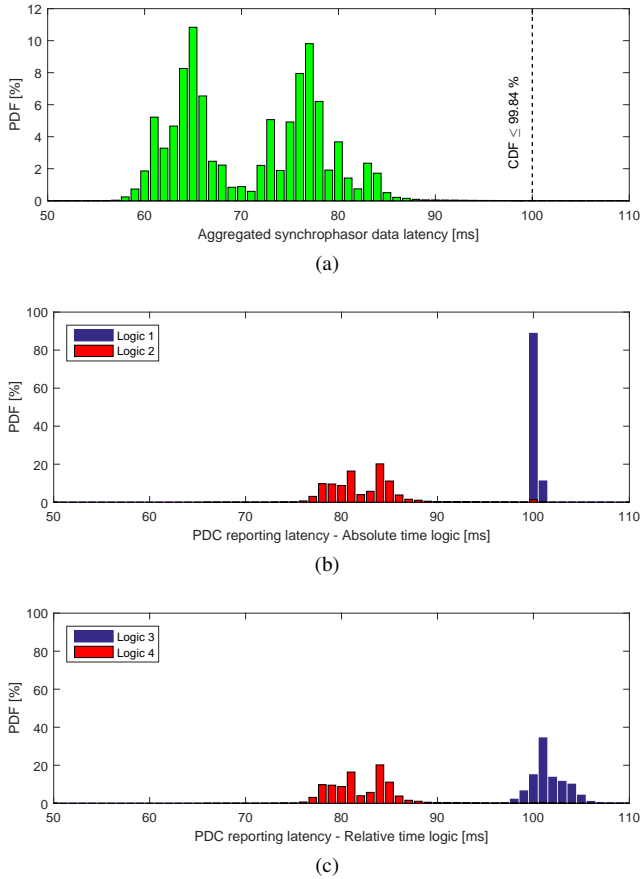 12
10
8
6
4
2
0
PDF [%]
CDF ≤ 99.84 %
50 60 70 80 90 100 110
Aggregated synchrophasor data latency [ms]
(a)
100
80
60
40
20
0
PDF [%]
Logic 1
Logic 2
50 60 70 80 90 100 110
PDC reporting latency - Absolute time logic [ms]
(b)
100
80
60
40
20
0
PDF [%]
Logic 3
Logic 4
50 60 70 80 90 100 110
PDC reporting latency - Relative time logic [ms]
(c)